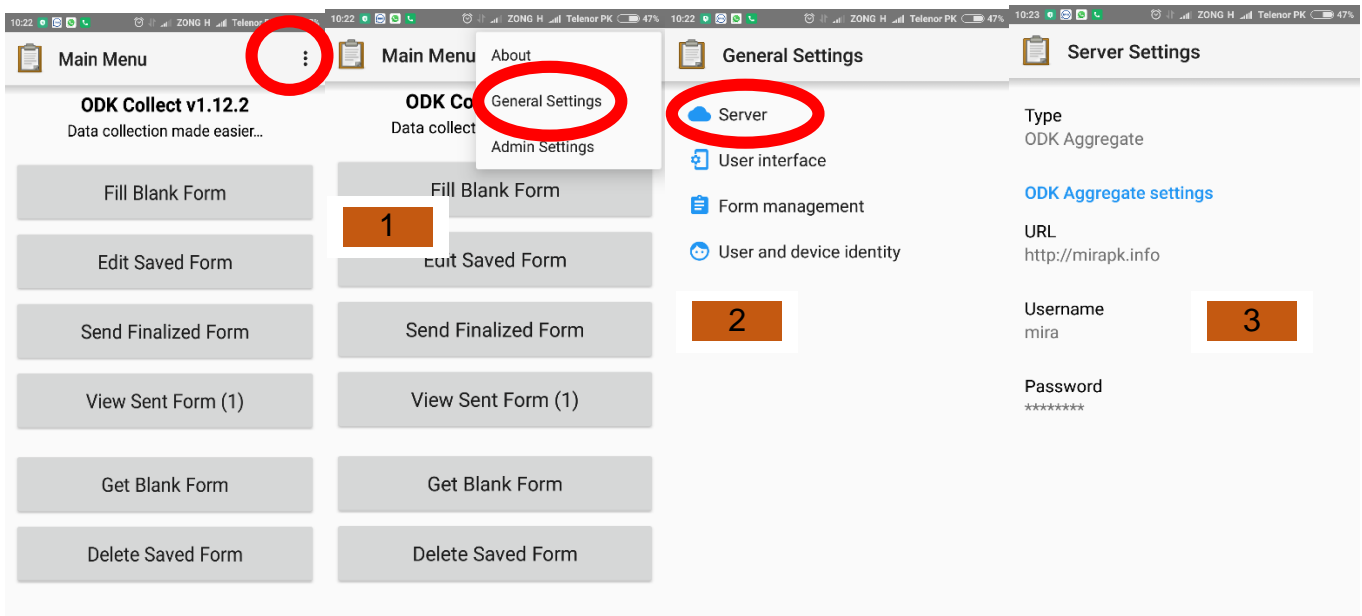 10:22 ZONG H Telenor
Main Menu
ODK Collect v1.12.2
Data collection made easier...
Fill Blank Form
Edit Saved Form
Send Finalized Form
View Sent Form (1)
Get Blank Form
Delete Saved Form
10:22 ZONG H Telenor PK 47%
Main Menu
About
General Settings
Admin Settings
ODK Co
Data collect
Fill Blank Form
1
Edit Saved Form
Send Finalized Form
View Sent Form (1)
Get Blank Form
Delete Saved Form
10:22 ZONG H Telenor PK 47%
General Settings
Server
User interface
Form management
User and device identity
2
10:23 ZONG H Telenor PK 47%
Server Settings
Type
ODK Aggregate
ODK Aggregate settings
URL
http://mirapk.info
Username
mira
3
Password
********